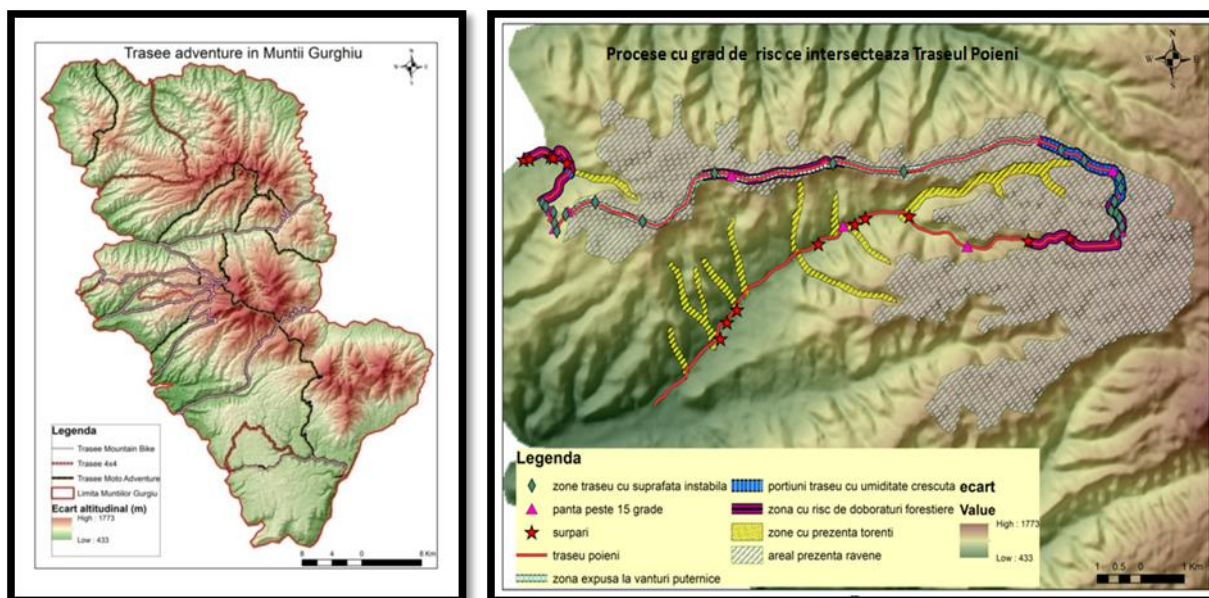 Trasee adventure in Muntii Gurghiu
N
Legenda
Trasee Mountain Bike
Trasee 4x4
Trasee Moto Adventure
Limita Muntiilor Gurgiu
Ecart altitudinal (m)
High : 1773
Low : 433
8 4 0 8 Km
Procese cu grad de risc ce intersecteaza Traseul Poieni
N
S
Legenda
zone traseu cu suprafata instabila
panta peste 15 grade
surpari
traseu poieni
zona expusa la vanturi puternice
portiuni traseu cu umiditate crescuta
zona cu risc de doboraturi forestiere
zone cu prezenta torenti
areal prezenta ravene
ecart
Value
High : 1773
Low : 433
1 0.5 0 1 Km